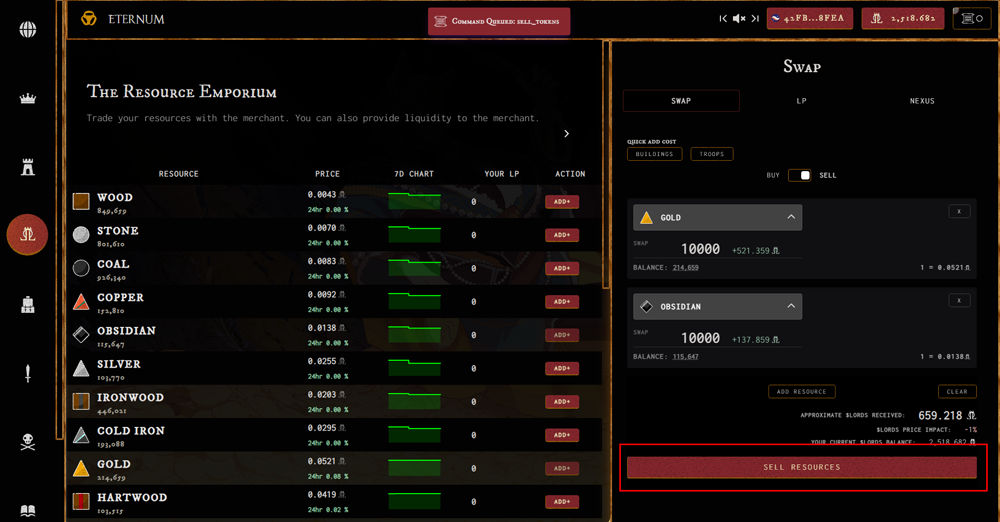 ETERNUM
Command Queued: sell_tokens
42FB...8FEA
2,518.682
0
The Resource Emporium
Trade your resources with the merchant. You can also provide liquidity to the merchant.
RESOURCE PRICE 7D CHART YOUR LP ACTION
WOOD 0.0043 0 ADD+
849,659 24hr 0.00 %
STONE 0.0070 0 ADD+
801,610 24hr 0.00 %
COAL 0.0083 0 ADD+
926,340 24hr 0.00 %
COPPER 0.0092 0 ADD+
152,810 24hr 0.00 %
OBSIDIAN 0.0138 0 ADD+
115,647 24hr 0.00 %
SILVER 0.0255 0 ADD+
103,770 24hr 0.00 %
IRONWOOD 0.0203 0 ADD+
446,021 24hr 0.00 %
COLD IRON 0.0295 0 ADD+
193,088 24hr 0.00 %
GOLD 0.0521 0 ADD+
214,659 24hr 0.08 %
HARTWOOD 0.0419 0 ADD+
103,515 24hr 0.02 %
Swap
SWAP LP NEXUS
QUICK ADD COST
BUILDINGS TROOPS
BUY SELL
GOLD X
SWAP 10000 +521.359
BALANCE: 214,659 1 = 0.0521
OBSIDIAN X
SWAP 10000 +137.859
BALANCE: 115,647 1 = 0.0138
ADD RESOURCE CLEAR
APPROXIMATE $LORDS RECEIVED: 659.218
$LORDS PRICE IMPACT: -1%
YOUR CURRENT $LORDS BALANCE: 2,518.682
SELL RESOURCES